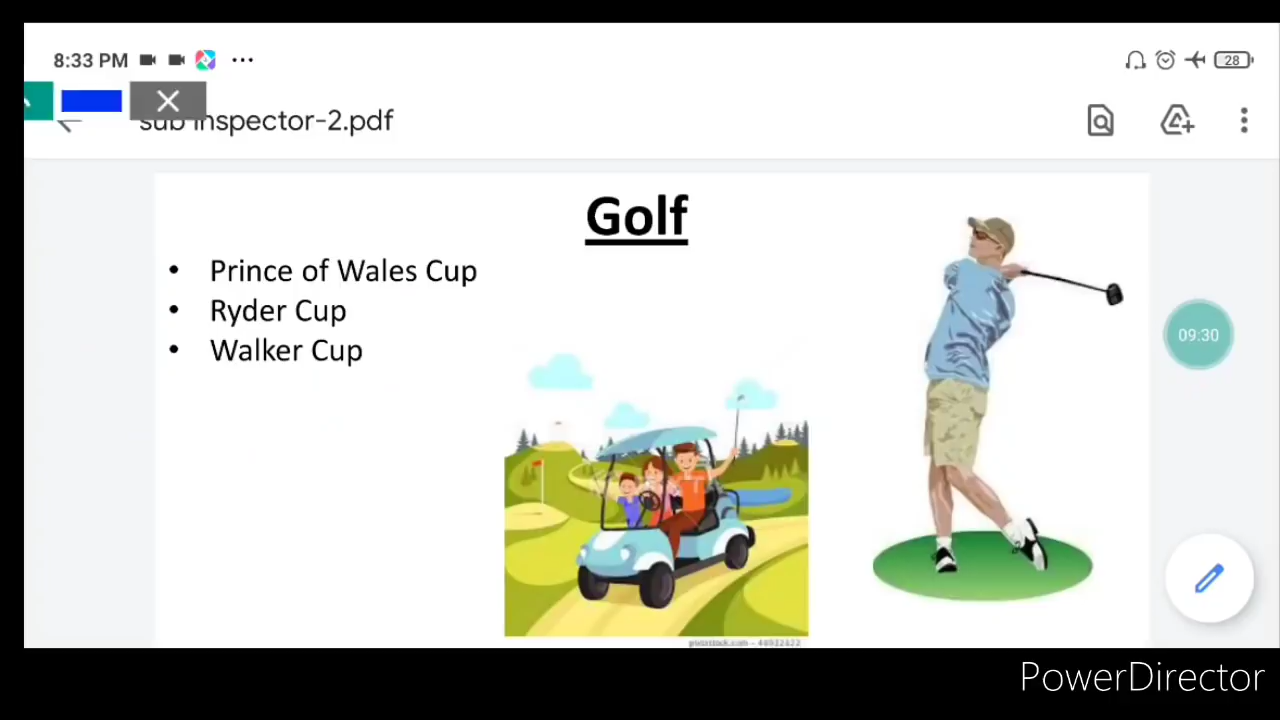 8:33 PM
28
sub inspector-2.pdf
Golf
• Prince of Wales Cup
• Ryder Cup
• Walker Cup
09:30
PowerDirector